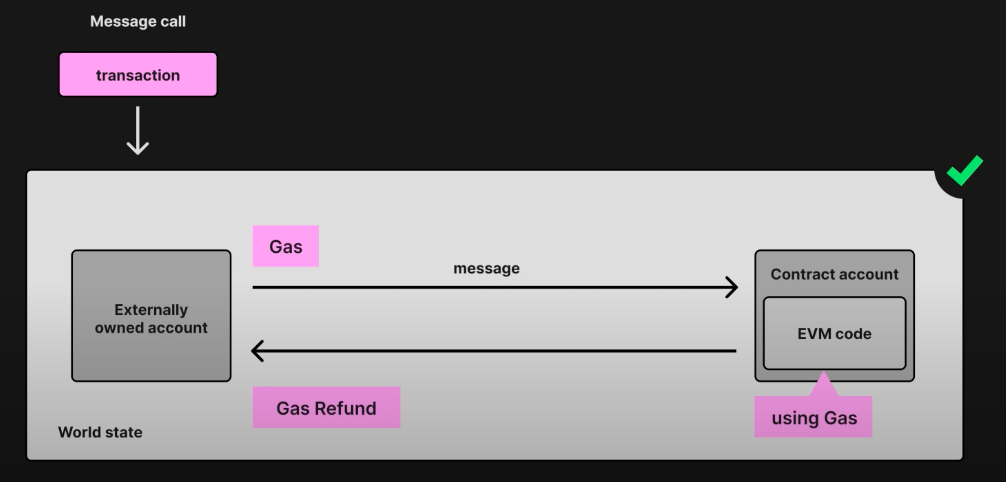 Message call
transaction
Gas
message
Contract account
Externally
owned account
EVM code
Gas Refund
using Gas
World state